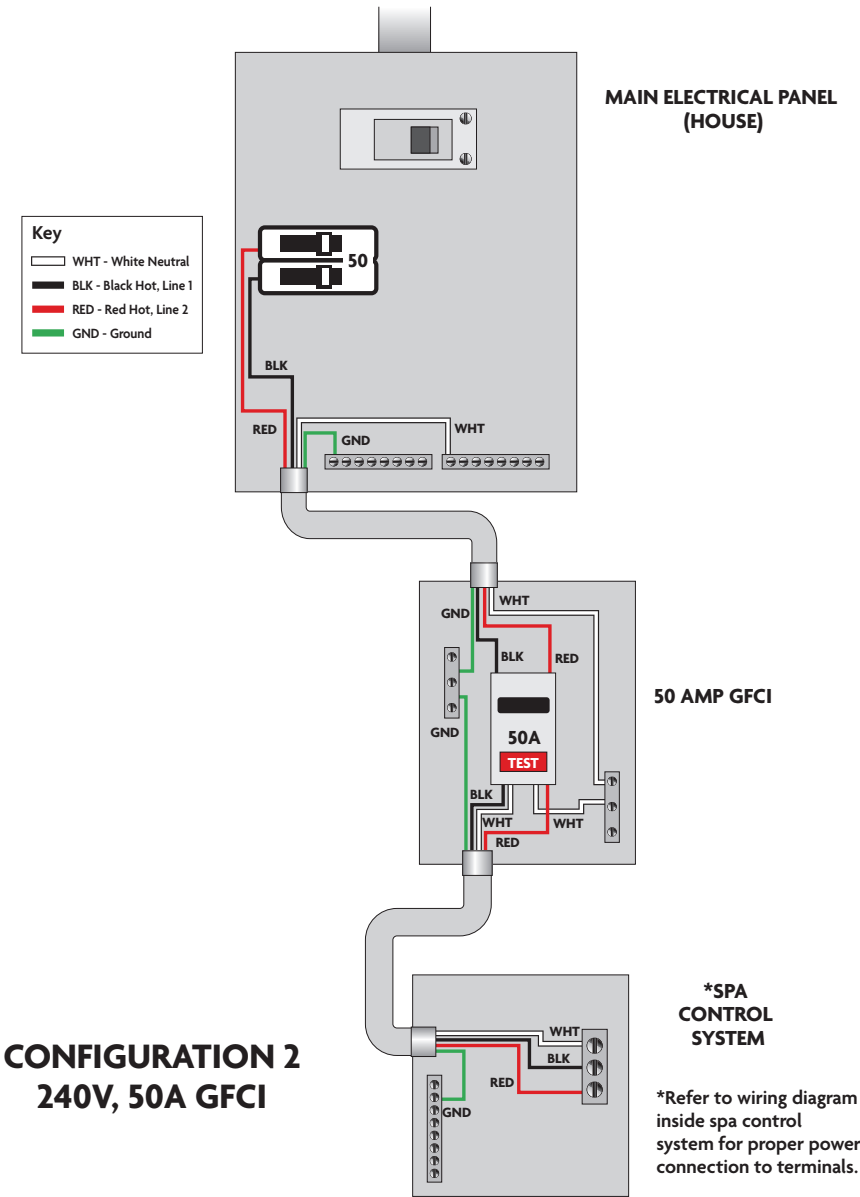 MAIN ELECTRICAL PANEL
(HOUSE)
Key
WHT - White Neutral
BLK - Black Hot, Line 1
RED - Red Hot, Line 2
GND - Ground
50
BLK
RED
GND
WHT
WHT
GND
BLK
RED
50 AMP GFCI
GND
50A
TEST
BLK
WHT
WHT
RED
*SPA
CONTROL
SYSTEM
WHT
BLK
RED
GND
CONFIGURATION 2
240V, 50A GFCI
*Refer to wiring diagram
inside spa control
system for proper power
connection to terminals.